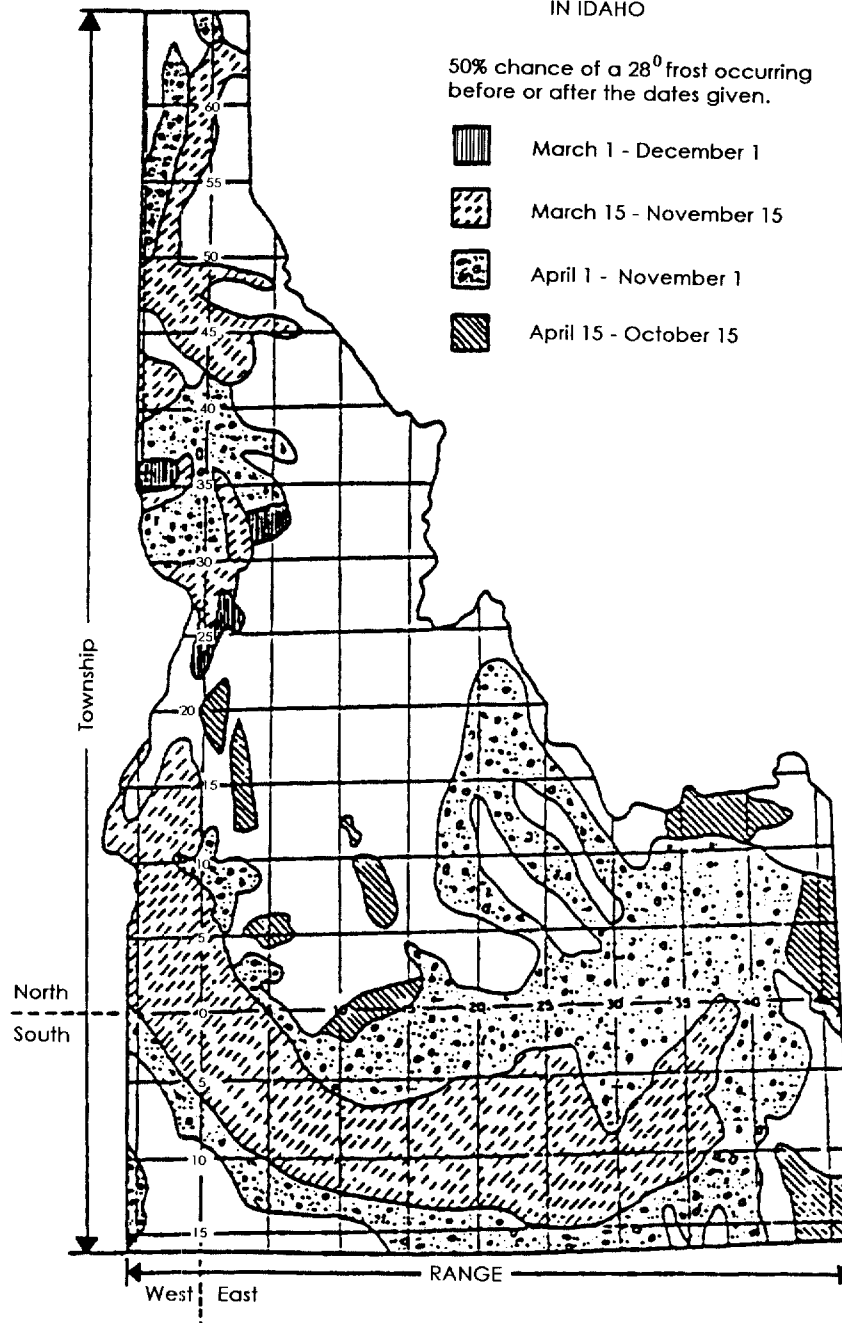 IN IDAHO
50% chance of a 28⁰ frost occurring
before or after the dates given.
March 1 - December 1
March 15 - November 15
April 1 - November 1
April 15 - October 15
60
55
50
45
40
35
30
25
20
15
10
5
North
0
20
25
30
35
40
South
5
10
15
Township
RANGE
West
East